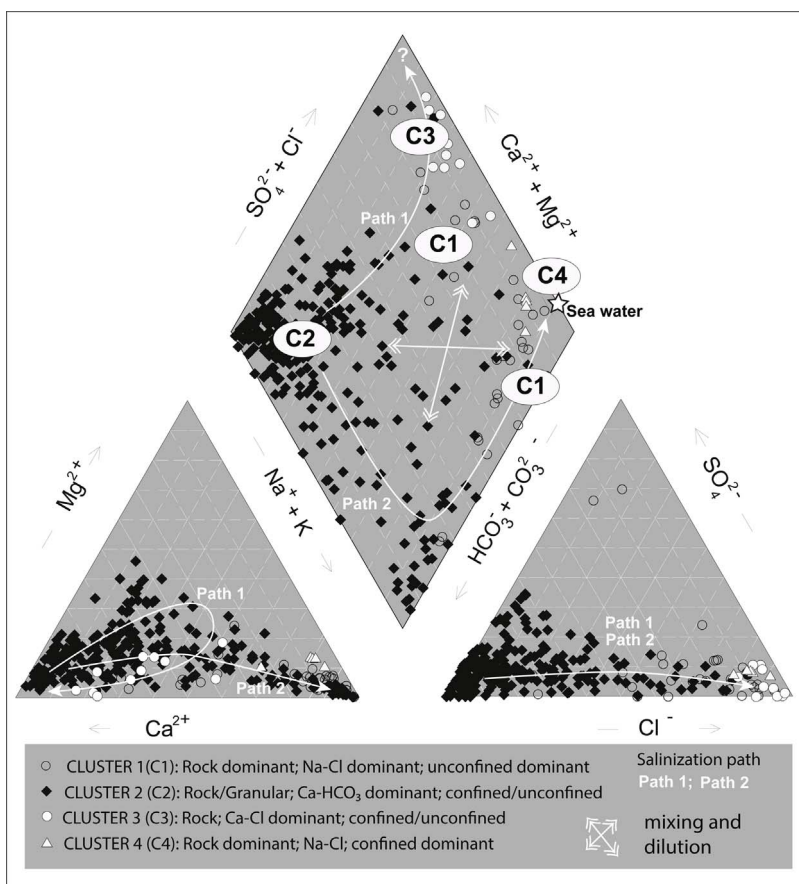 ?
C3
SO₄²⁻ + Cl⁻
Ca²⁺ + Mg²⁺
Path 1
C1
C4
Sea water
C2
C1
Mg²⁺
Na⁺ + K
Path 2
HCO₃⁻ + CO₃²⁻
SO₄²⁻
Path 1
Path 2
Path 1
Path 2
Ca²⁺
Cl⁻
CLUSTER 1 (C1): Rock dominant; Na-Cl dominant; unconfined dominant
CLUSTER 2 (C2): Rock/Granular; Ca-HCO₃ dominant; confined/unconfined
CLUSTER 3 (C3): Rock; Ca-Cl dominant; confined/unconfined
CLUSTER 4 (C4): Rock dominant; Na-Cl; confined dominant
Salinization path
Path 1; Path 2
mixing and
dilution